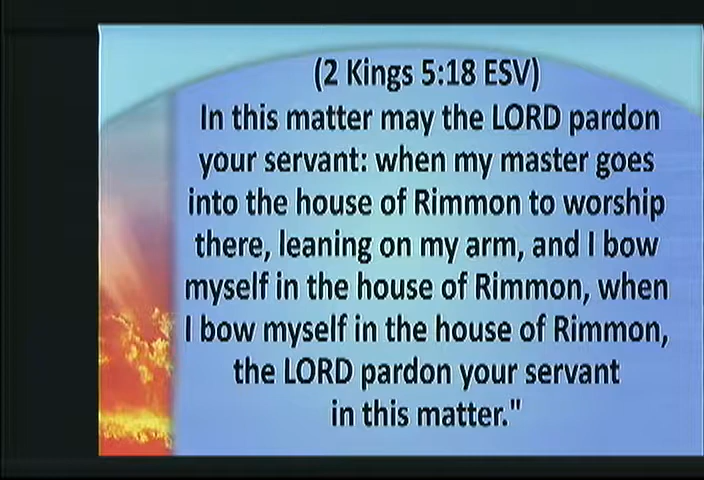 (2 Kings 5:18 ESV)
In this matter may the LORD pardon
your servant: when my master goes
into the house of Rimmon to worship
there, leaning on my arm, and I bow
myself in the house of Rimmon, when
I bow myself in the house of Rimmon,
the LORD pardon your servant
in this matter."